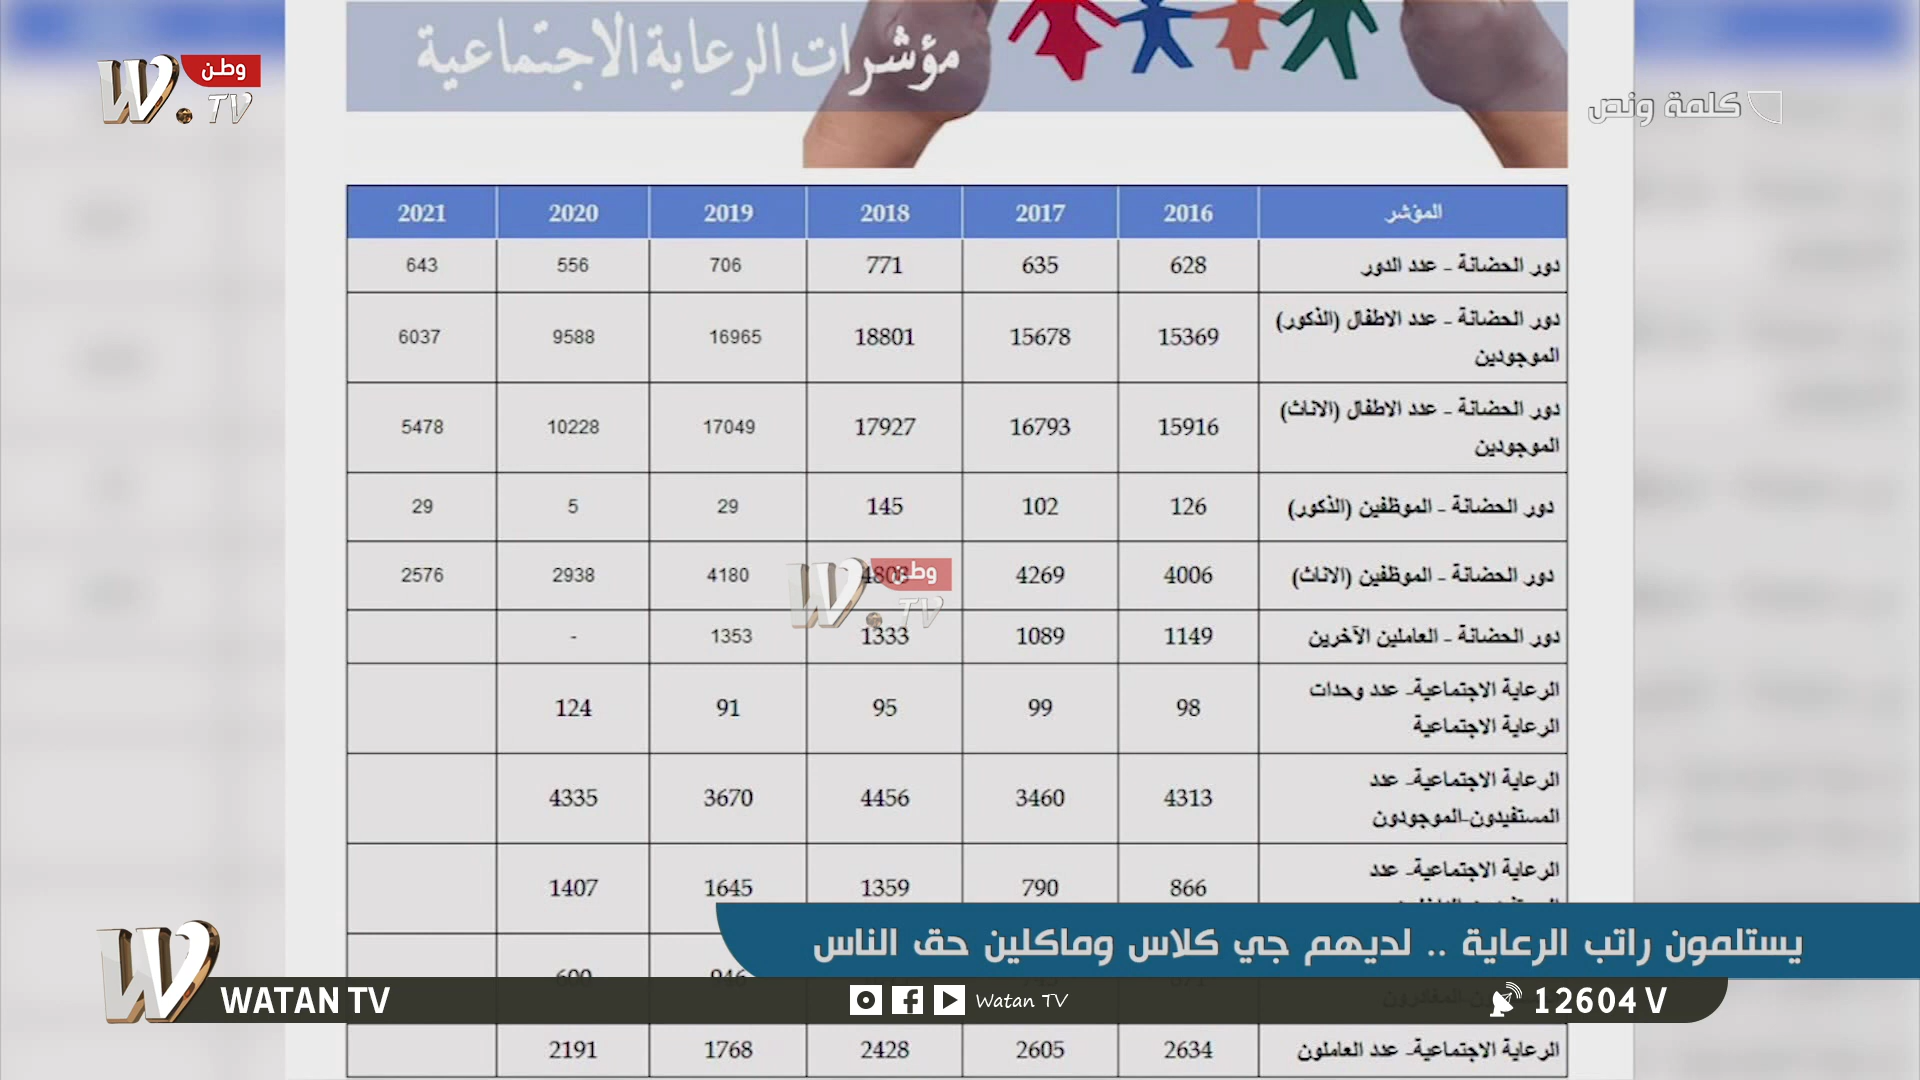 وطن
W.
TV
كلمة ونص
مؤشرات الرعاية الاجتماعية
المؤشر 2016 2017 2018 2019 2020 2021
دور الحضانة - عدد الدور 628 635 771 706 556 643
دور الحضانة - عدد الاطفال (الذكور)
الموجودين 15369 15678 18801 16965 9588 6037
دور الحضانة - عدد الاطفال (الاناث)
الموجودين 15916 16793 17927 17049 10228 5478
دور الحضانة - الموظفين (الذكور) 126 102 145 29 5 29
دور الحضانة - الموظفين (الاناث) 4006 4269 4180 2938 2576
وطن
W.
TV
دور الحضانة - العاملين الآخرين 1149 1089 1333 1353 -
الرعاية الاجتماعية- عدد وحدات
الرعاية الاجتماعية 98 99 95 91 124
الرعاية الاجتماعية- عدد
المستفيدون-الموجودون 4313 3460 4456 3670 4335
الرعاية الاجتماعية- عدد
866 790 1359 1645 1407
يستلمون راتب الرعاية .. لديهم جي كلاس وماكلين حق الناس
W WATAN TV
Watan TV
12604 V
الرعاية الاجتماعية- عدد العاملون 2634 2605 2428 1768 2191